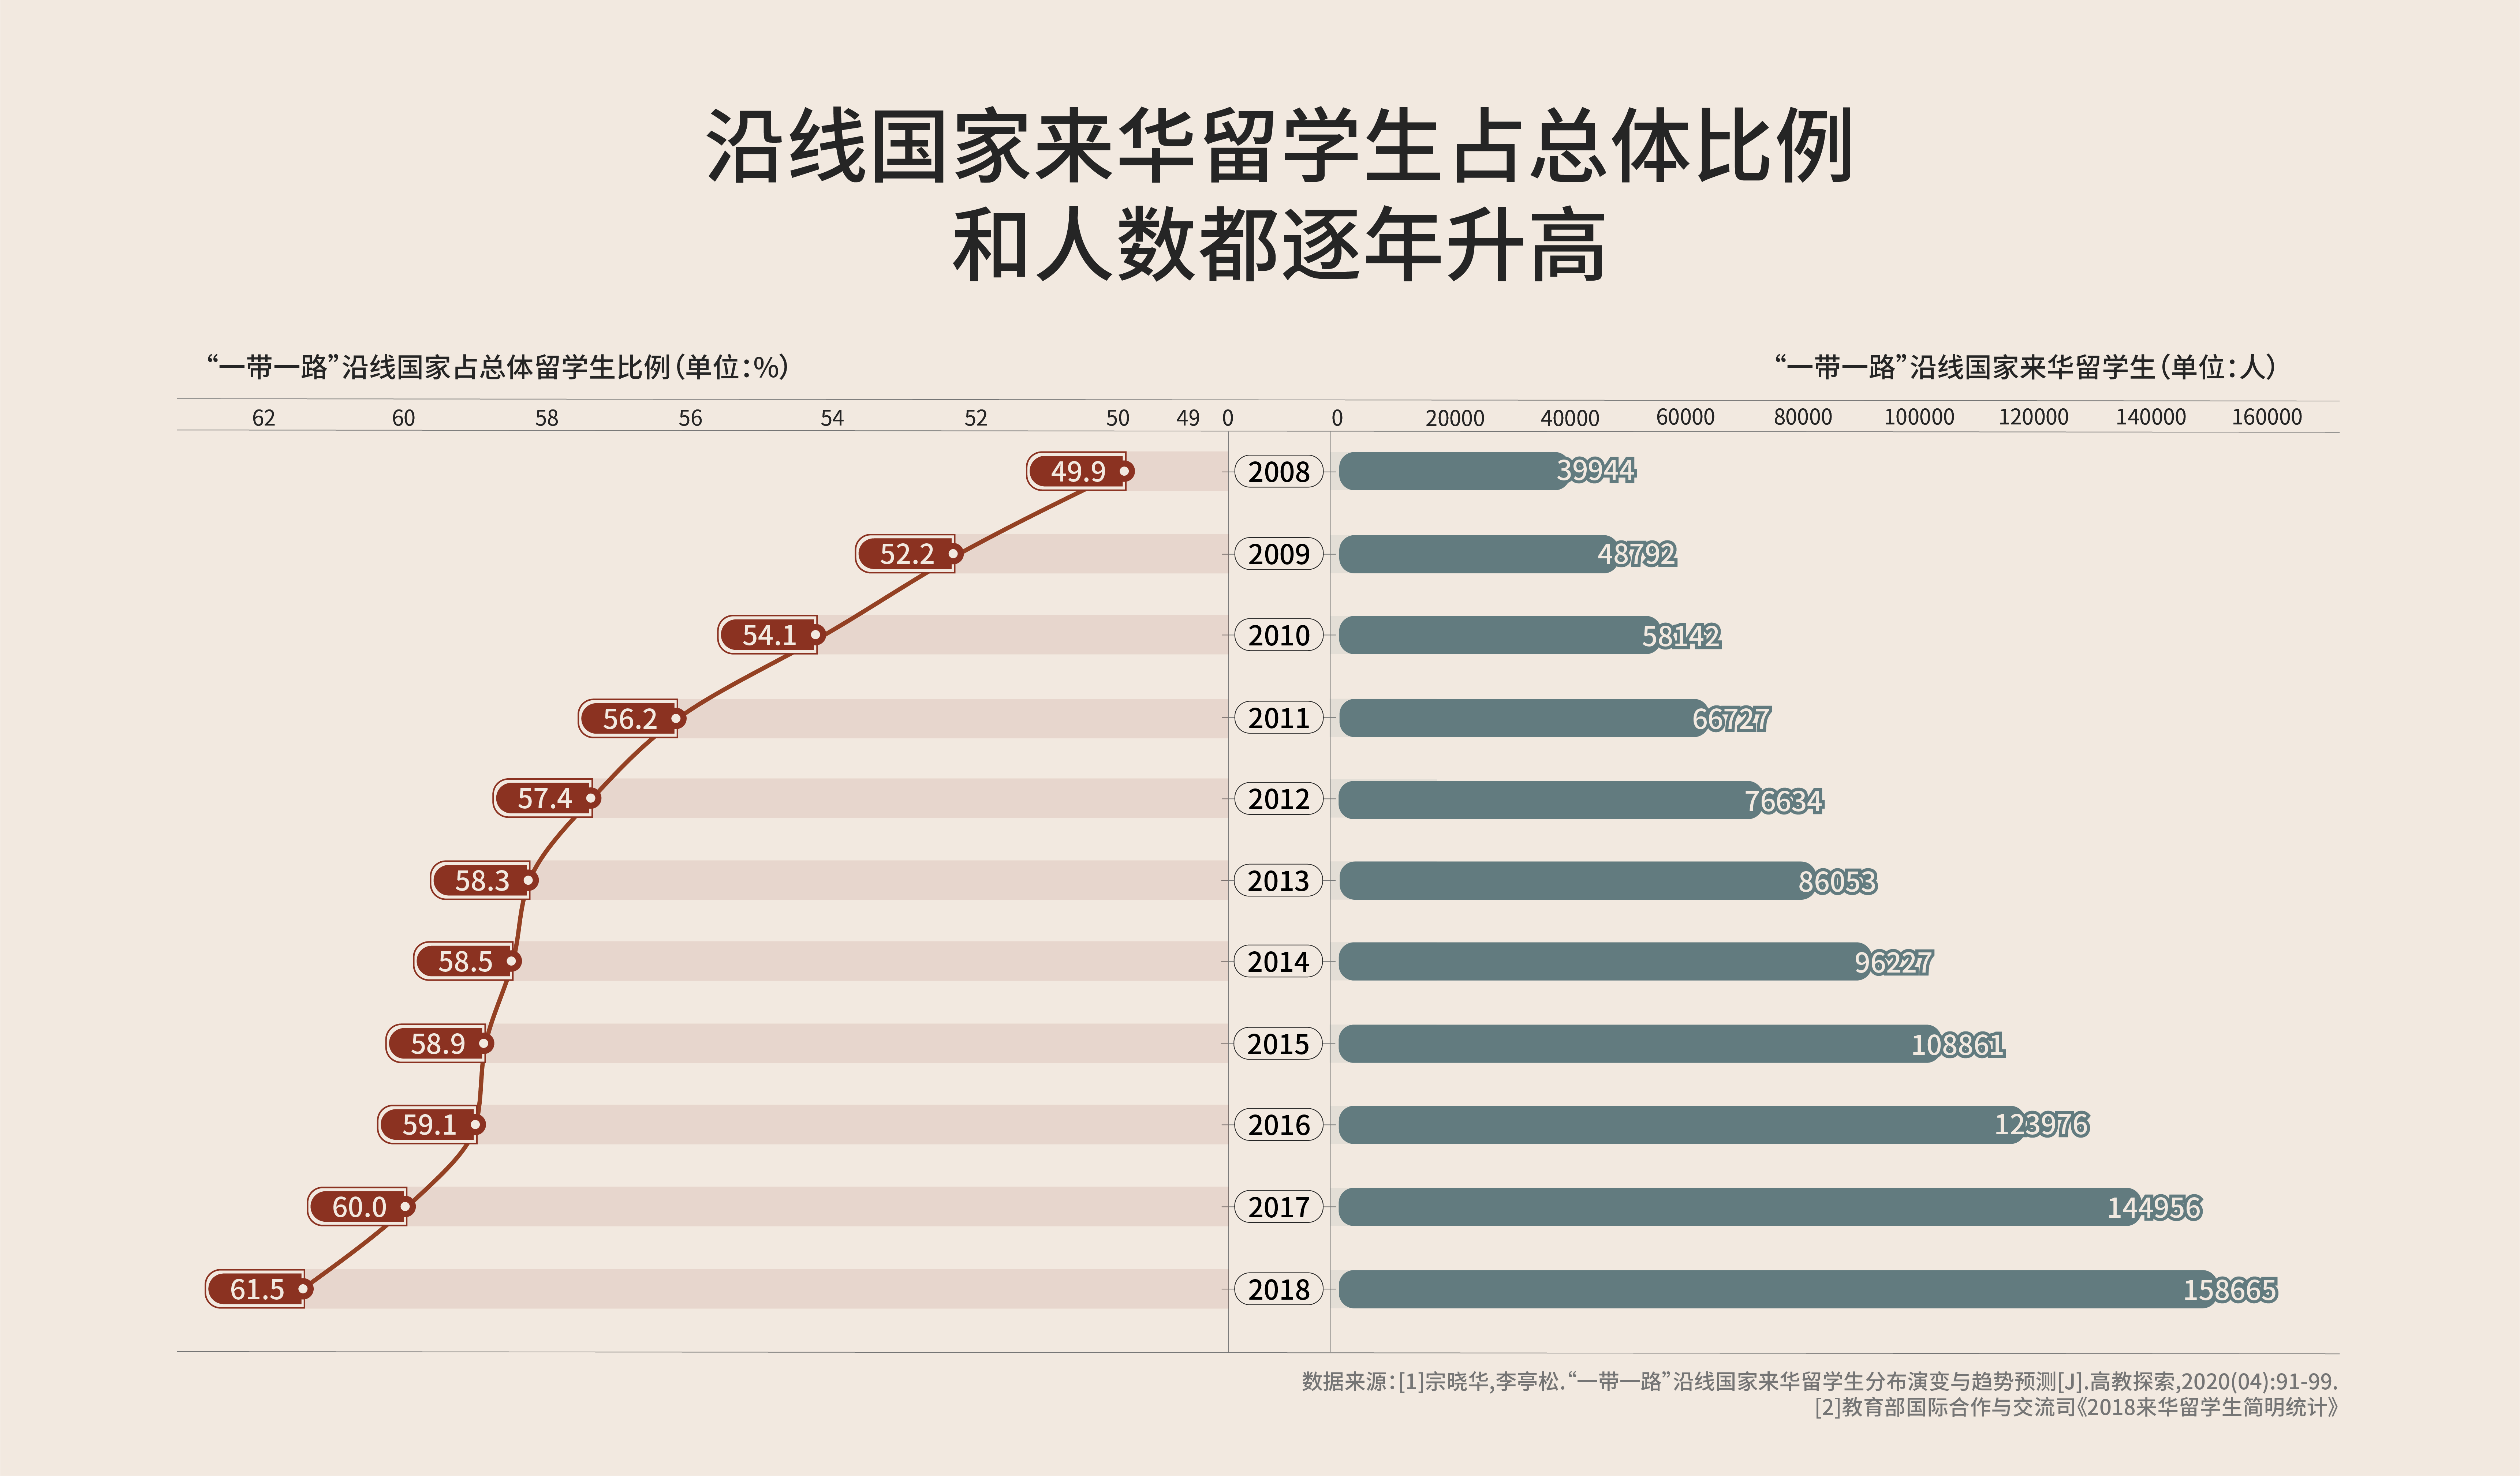 沿线国家来华留学生占总体比例
和人数都逐年升高
“一带一路”沿线国家占总体留学生比例(单位:%)
“一带一路”沿线国家来华留学生(单位:人)
62 60 58 56 54 52 50 49 0 0 20000 40000 60000 80000 100000 120000 140000 160000
49.9 2008 39944
52.2 2009 48792
54.1 2010 58142
56.2 2011 66727
57.4 2012 76634
58.3 2013 86053
58.5 2014 96227
58.9 2015 108861
59.1 2016 123976
60.0 2017 144956
61.5 2018 158665
数据来源:[1]宗晓华,李亭松.“一带一路”沿线国家来华留学生分布演变与趋势预测[J].高教探索,2020(04):91-99.
[2]教育部国际合作与交流司《2018来华留学生简明统计》